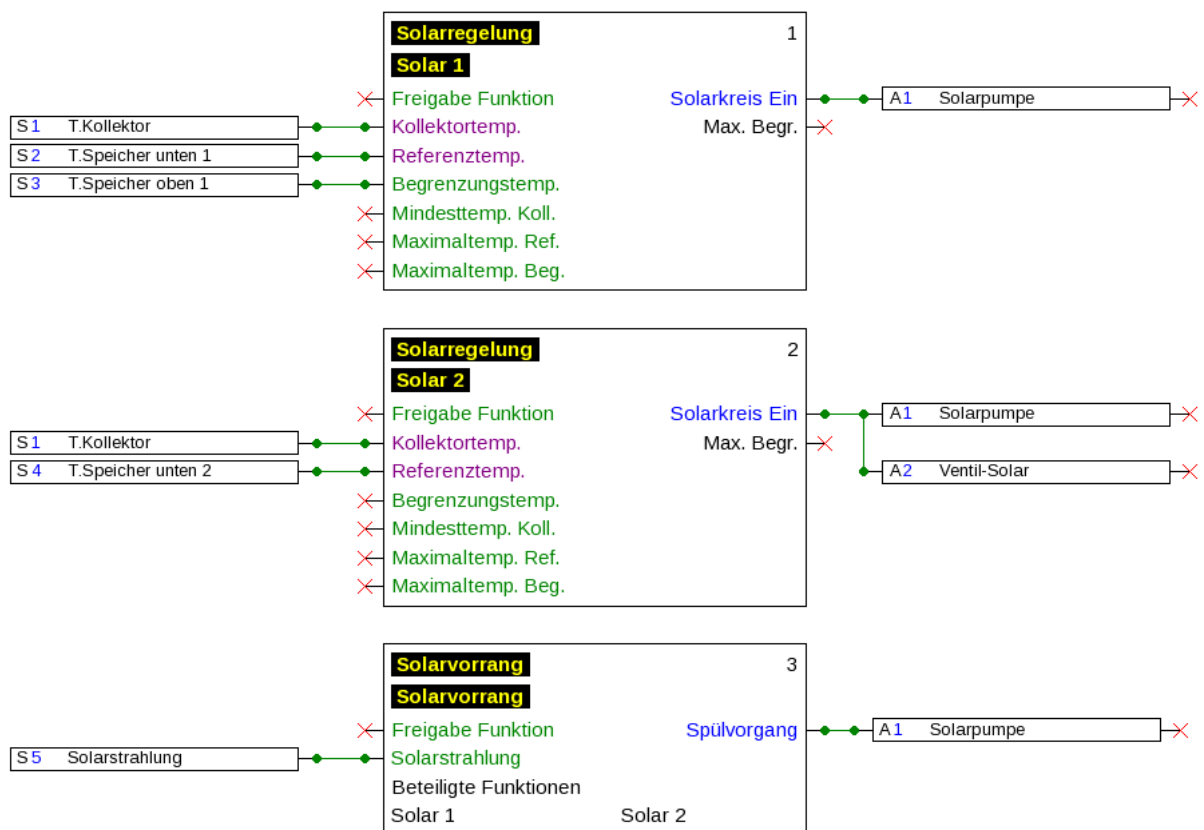 Solarregelung 1
Solar 1
Freigabe Funktion Solarkreis Ein A1 Solarpumpe
S1 T.Kollektor Kollektortemp. Max. Begr.
S2 T.Speicher unten 1 Referenztemp.
S3 T.Speicher oben 1 Begrenzungstemp.
Mindesttemp. Koll.
Maximaltemp. Ref.
Maximaltemp. Beg.
Solarregelung 2
Solar 2
Freigabe Funktion Solarkreis Ein A1 Solarpumpe
S1 T.Kollektor Kollektortemp. Max. Begr.
S4 T.Speicher unten 2 Referenztemp. A2 Ventil-Solar
Begrenzungstemp.
Mindesttemp. Koll.
Maximaltemp. Ref.
Maximaltemp. Beg.
Solarvorrang 3
Solarvorrang
Freigabe Funktion Spülvorgang A1 Solarpumpe
S5 Solarstrahlung Solarstrahlung
Beteiligte Funktionen
Solar 1 Solar 2